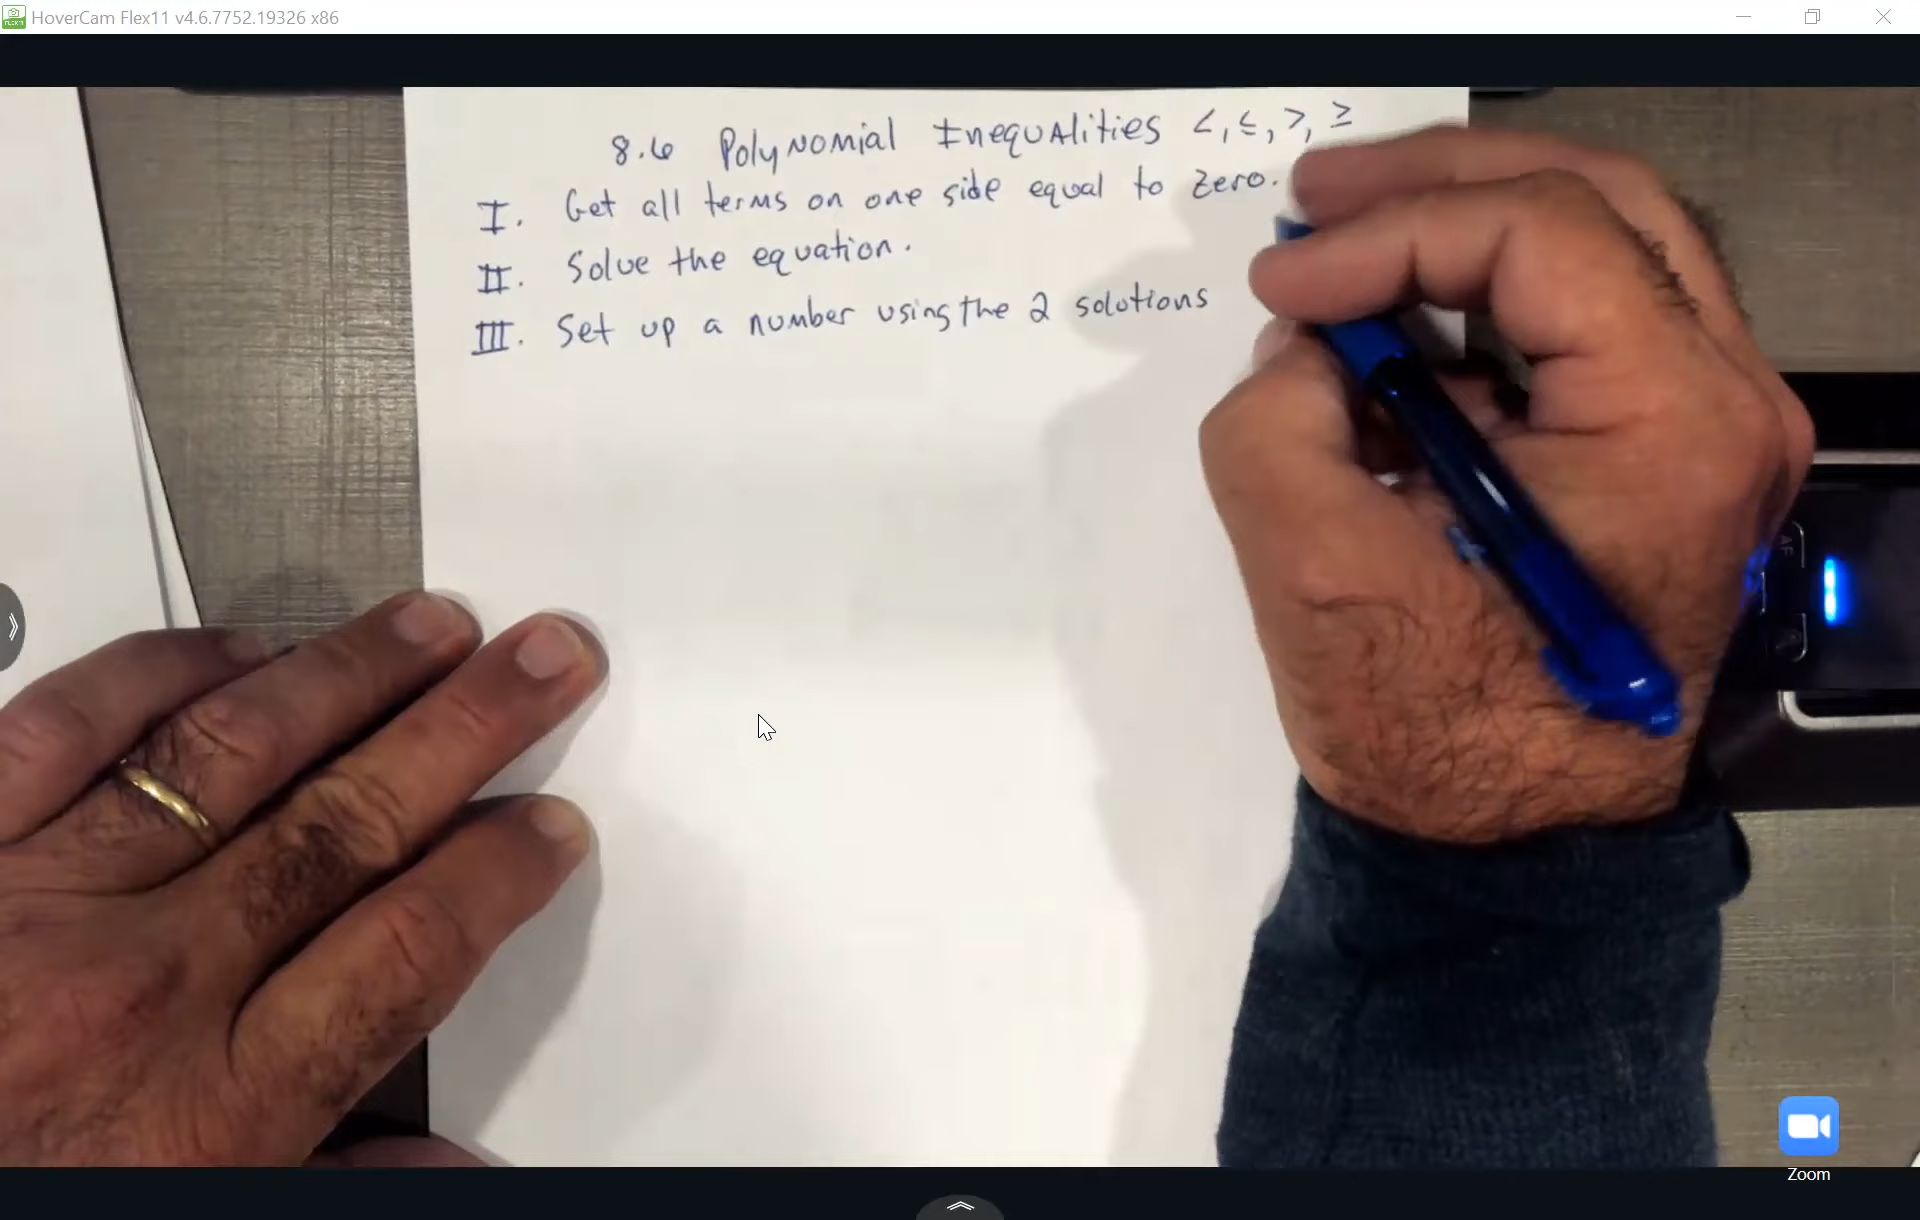 HoverCam Flex11 v4.6.7752.19326 x86
8.6 Polynomial Inequalities <, ≤, >, ≥
I. Get all terms on one side equal to zero.
II. Solve the equation.
III. Set up a number using the 2 solutions
AF
Zoom